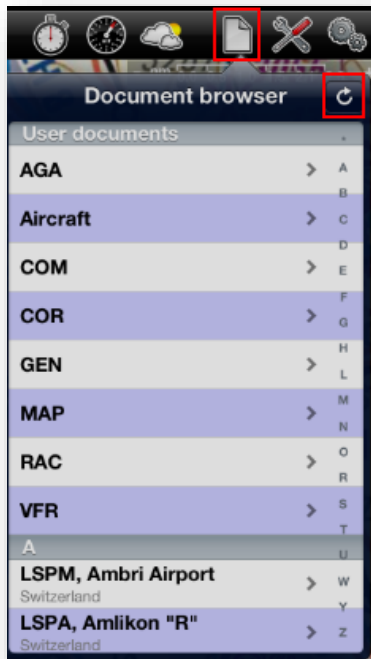 Document browser
User documents
AGA
Aircraft
COM
COR
GEN
MAP
RAC
VFR
A
LSPM, Ambri Airport
Switzerland
LSPA, Amlikon "R"
Switzerland
A
B
C
D
E
F
G
H
L
M
N
O
R
S
T
U
W
Y
Z